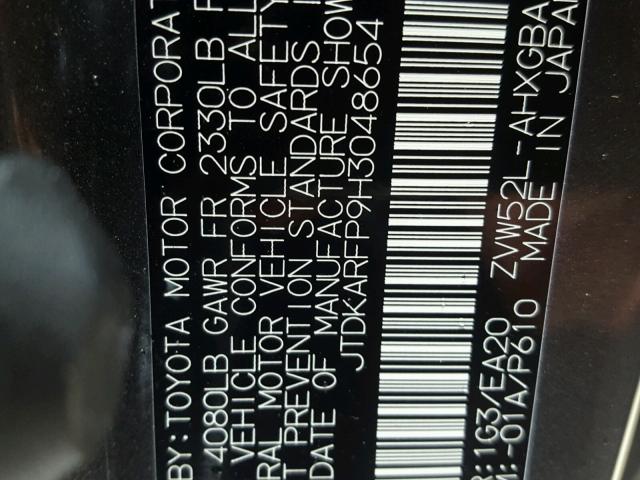 BY:TOYOTA MOTOR CORPORAT
4080LB GAWR FR 2330LB
VEHICLE CONFORMS TO ALL
RAL MOTOR VEHICLE SAFETY
T PREVENTION STANDARDS
DATE OF MANUFACTURE SHOW
JTDKARFP9H3048654
R:1G3/EA20 ZVW52L-AHXGBA
M:-01A/P610 MADE IN JAPAN